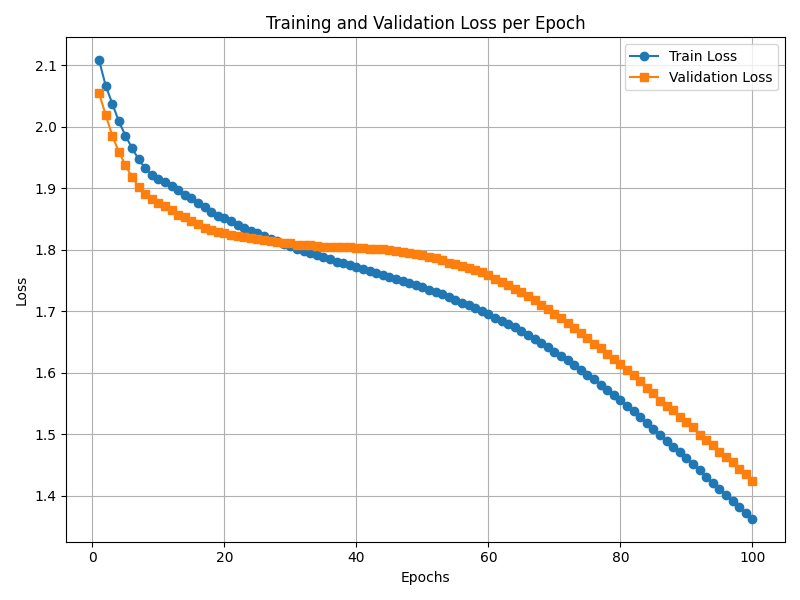 Training and Validation Loss per Epoch
Train Loss
Validation Loss
2.1
2.0
1.9
1.8
1.7
1.6
1.5
1.4
Loss
0 20 40 60 80 100
Epochs